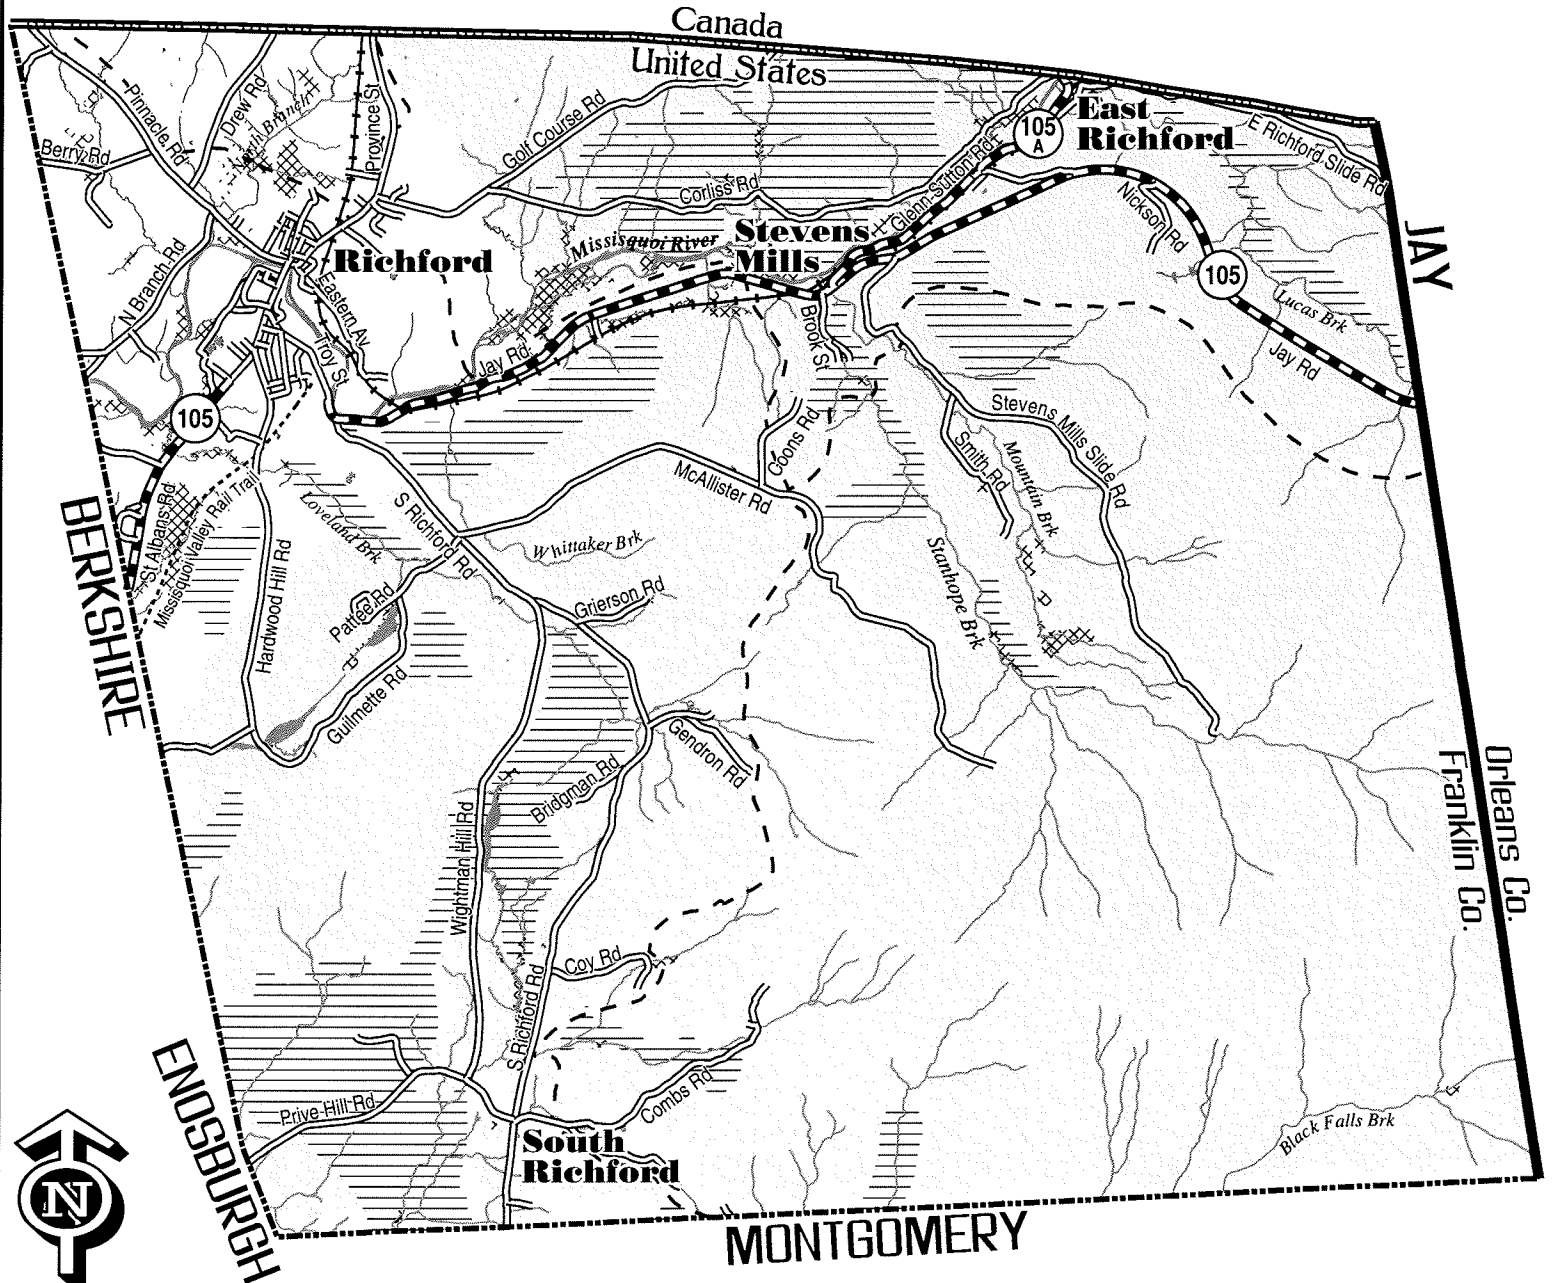 Canada
United States
East
Richford
105
A
E Richford Slide Rd
Pinnacle Rd
Drew Rd
North Branch
Province St
Berry Rd
Golf Course Rd
Corliss Rd
Glenn-Sutton Rd
Nickson Rd
JAY
Missisquoi River
Stevens
Mills
Richford
N Branch Rd
Eastern Av
Troy St
105
Lucas Brk
Jay Rd
Jay Rd
Brook St
105
Stevens Mills Slide Rd
Coons Rd
Smith Rd
Mountain Brk
McAllister Rd
BERKSHIRE
St Albans Rd
Missisquoi Valley Rail Trail
Loveland Brk
S Richford Rd
Whittaker Brk
Stanhope Brk
Hardwood Hill Rd
Pattee Rd
Grierson Rd
Guilmette Rd
Gendron Rd
Bridgman Rd
Orleans Co.
Franklin Co.
Wightman Hill Rd
Coy Rd
S Richford Rd
ENOSBURGH
Prive Hill Rd
Combs Rd
South
Richford
Black Falls Brk
N
MONTGOMERY